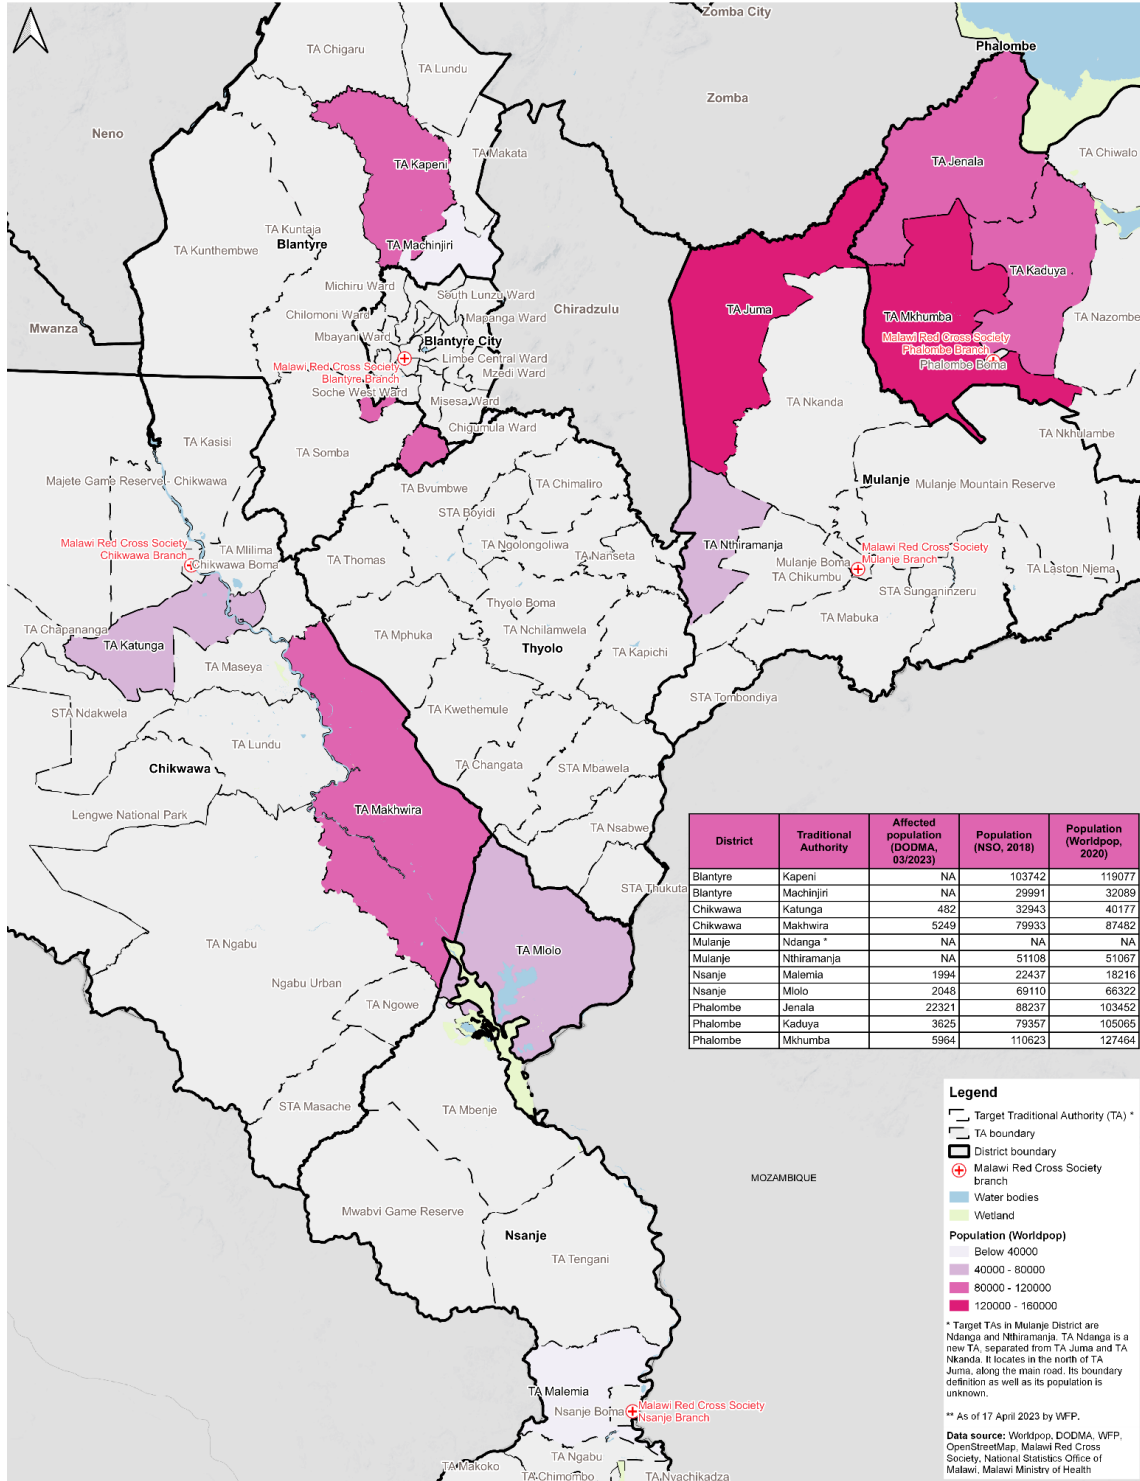 Zomba City
Phalombe
TA Chigaru
TA Lundu
Zomba
Neno
TA Kapeni
TA Makata
TA Jenala
TA Chiwalo
TA Kuntaja
TA Kunthembwe
Blantyre
TA Machinjiri
TA Kaduya
Michiru Ward
South Lunzu Ward
Chilomoni Ward
Mapanga Ward
Chiradzulu
TA Juma
TA Mkhumba
TA Nazombe
Mwanza
Mbayani Ward
Blantyre City
Malawi Red Cross Society
Phalombe Branch
Phalombe Boma
Limbe Central Ward
Malawi Red Cross Society
Blantyre Branch
Mzedi Ward
Soche West Ward
Misesa Ward
TA Nkanda
Chigumula Ward
TA Nkhulambe
TA Kasisi
TA Somba
Majete Game Reserve - Chikwawa
TA Bvumbwe
TA Chimaliro
Mulanje
Mulanje Mountain Reserve
STA Boyidi
Malawi Red Cross Society
Chikwawa Branch
TA Mlilima
Chikwawa Boma
TA Thomas
TA Ngolongoliwa
TA Nanseta
TA Nthiramanja
Malawi Red Cross Society
Mulanje Branch
Mulanje Boma
TA Chikumbu
TA Laston Njema
STA Sunganinzeru
Thyolo Boma
TA Mabuka
TA Chapananga
TA Katunga
TA Mphuka
TA Nchilamwela
Thyolo
TA Kapichi
TA Maseya
STA Tombondiya
STA Ndakwela
TA Kwethemule
TA Lundu
Chikwawa
TA Changata
STA Mbawela
Lengwe National Park
TA Makhwira
TA Nsabwe
STA Thukuta
District Traditional Authority Affected population (DODMA, 03/2023) Population (NSO, 2018) Population (Worldpop, 2020)
Blantyre Kapeni NA 103742 119077
Blantyre Machinjiri NA 29991 32089
Chikwawa Katunga 482 32943 40177
Chikwawa Makhwira 5249 79933 87482
Mulanje Ndanga * NA NA NA
Mulanje Nthiramanja NA 51108 51067
Nsanje Malemia 1994 22437 18216
Nsanje Mlolo 2048 69110 66322
Phalombe Jenala 22321 88237 103452
Phalombe Kaduya 3625 79357 105065
Phalombe Mkhumba 5964 110623 127464
TA Ngabu
TA Mlolo
Ngabu Urban
TA Ngowe
STA Masache
TA Mbenje
MOZAMBIQUE
Mwabvi Game Reserve
Nsanje
TA Tengani
TA Malemia
Nsanje Boma
Malawi Red Cross Society
Nsanje Branch
TA Ngabu
TA Makoko
TA Chimombo
TA Nyachikadza
Legend
Target Traditional Authority (TA) *
TA boundary
District boundary
Malawi Red Cross Society
branch
Water bodies
Wetland
Population (Worldpop)
Below 40000
40000 - 80000
80000 - 120000
120000 - 160000
* Target TAs in Mulanje District are
Ndanga and Nthiramanja. TA Ndanga is a
new TA, separated from TA Juma and TA
Nkanda. It locates in the north of TA
Juma, along the main road. Its boundary
definition as well as its population is
unknown.
** As of 17 April 2023 by WFP.
Data source: Worldpop, DODMA, WFP,
OpenStreetMap, Malawi Red Cross
Society, National Statistics Office of
Malawi, Malawi Ministry of Health